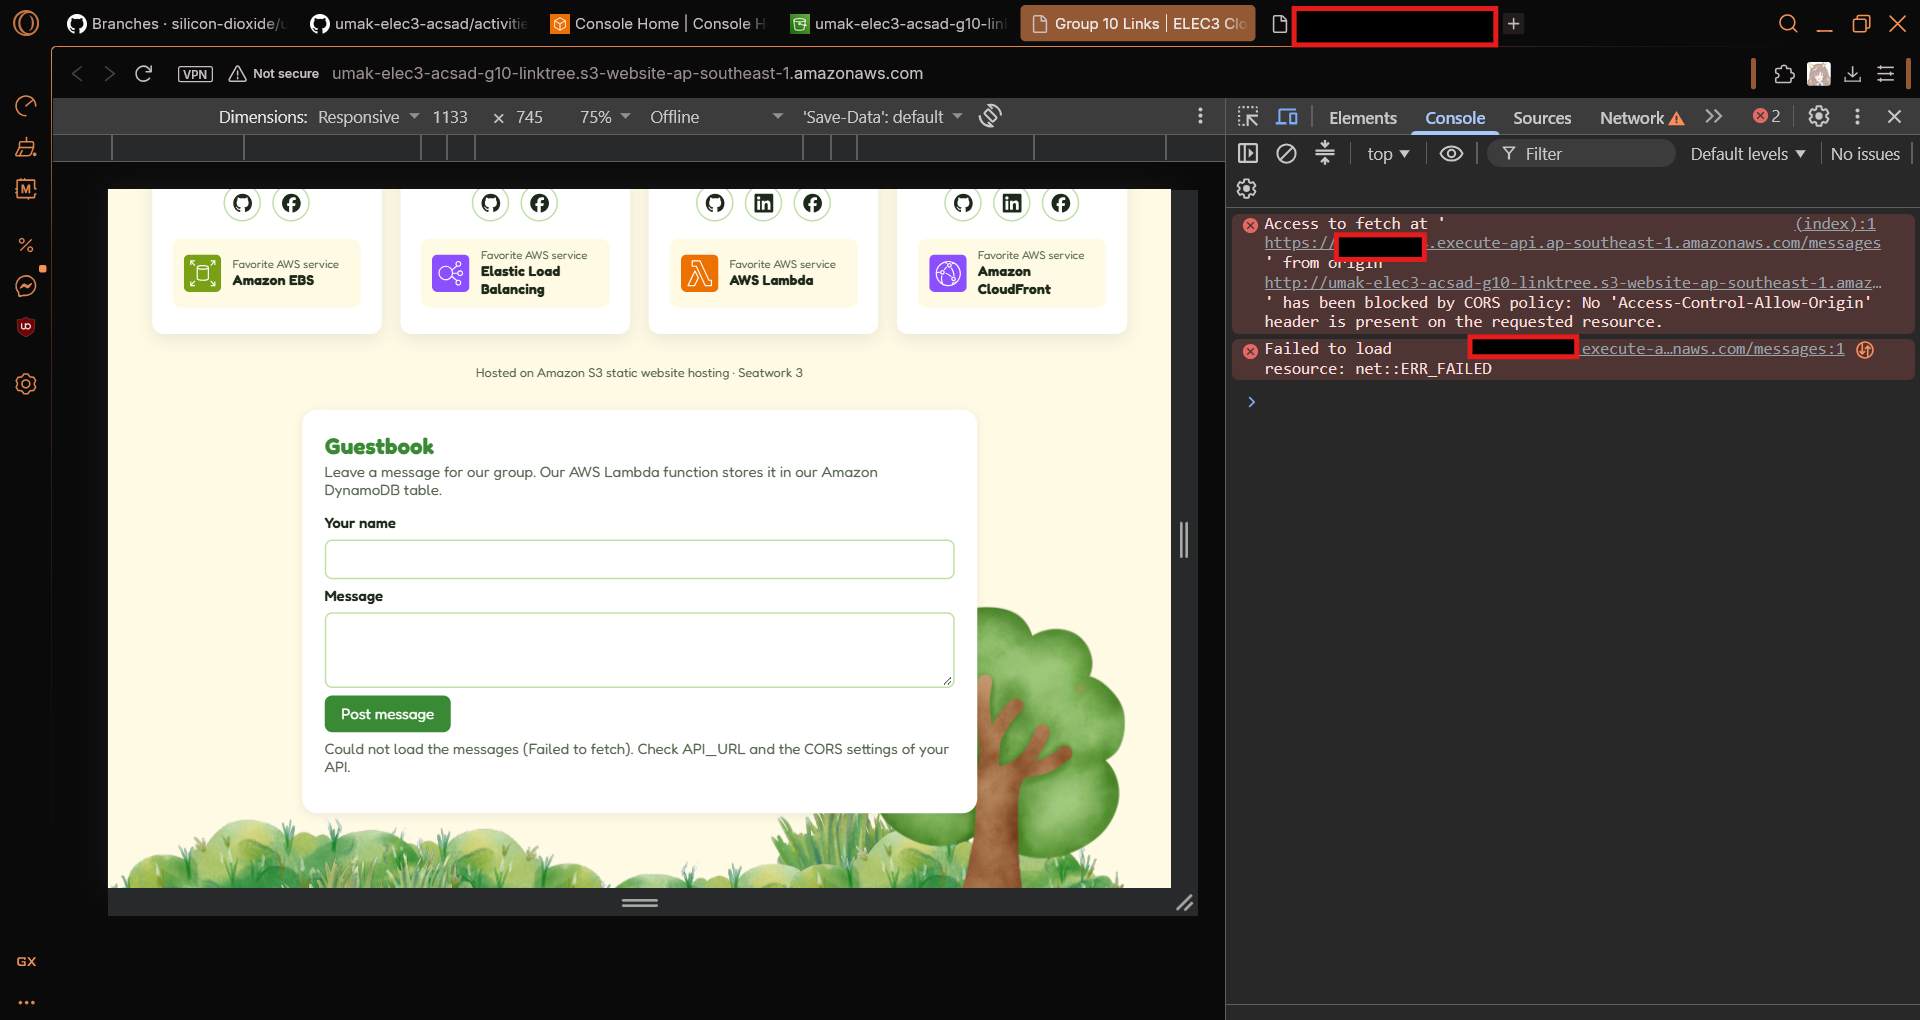 Branches · silicon-dioxide/u
umak-elec3-acsad/activitie
Console Home | Console H
umak-elec3-acsad-g10-link
Group 10 Links | ELEC3 Clo
VPN
Not secure
umak-elec3-acsad-g10-linktree.s3-website-ap-southeast-1.amazonaws.com
Dimensions: Responsive
1133 × 745
75%
Offline
'Save-Data': default
Elements
Console
Sources
Network
2
top
Filter
Default levels
No issues
Favorite AWS service
Amazon EBS
Favorite AWS service
Elastic Load
Balancing
Favorite AWS service
AWS Lambda
Favorite AWS service
Amazon
CloudFront
Hosted on Amazon S3 static website hosting · Seatwork 3
Guestbook
Leave a message for our group. Our AWS Lambda function stores it in our Amazon
DynamoDB table.
Your name
Message
Post message
Could not load the messages (Failed to fetch). Check API_URL and the CORS settings of your
API.
Access to fetch at '
(index):1
https://
.execute-api.ap-southeast-1.amazonaws.com/messages
' from origin
http://umak-elec3-acsad-g10-linktree.s3-website-ap-southeast-1.amaz…
' has been blocked by CORS policy: No 'Access-Control-Allow-Origin'
header is present on the requested resource.
Failed to load
execute-a…naws.com/messages:1
resource: net::ERR_FAILED
GX